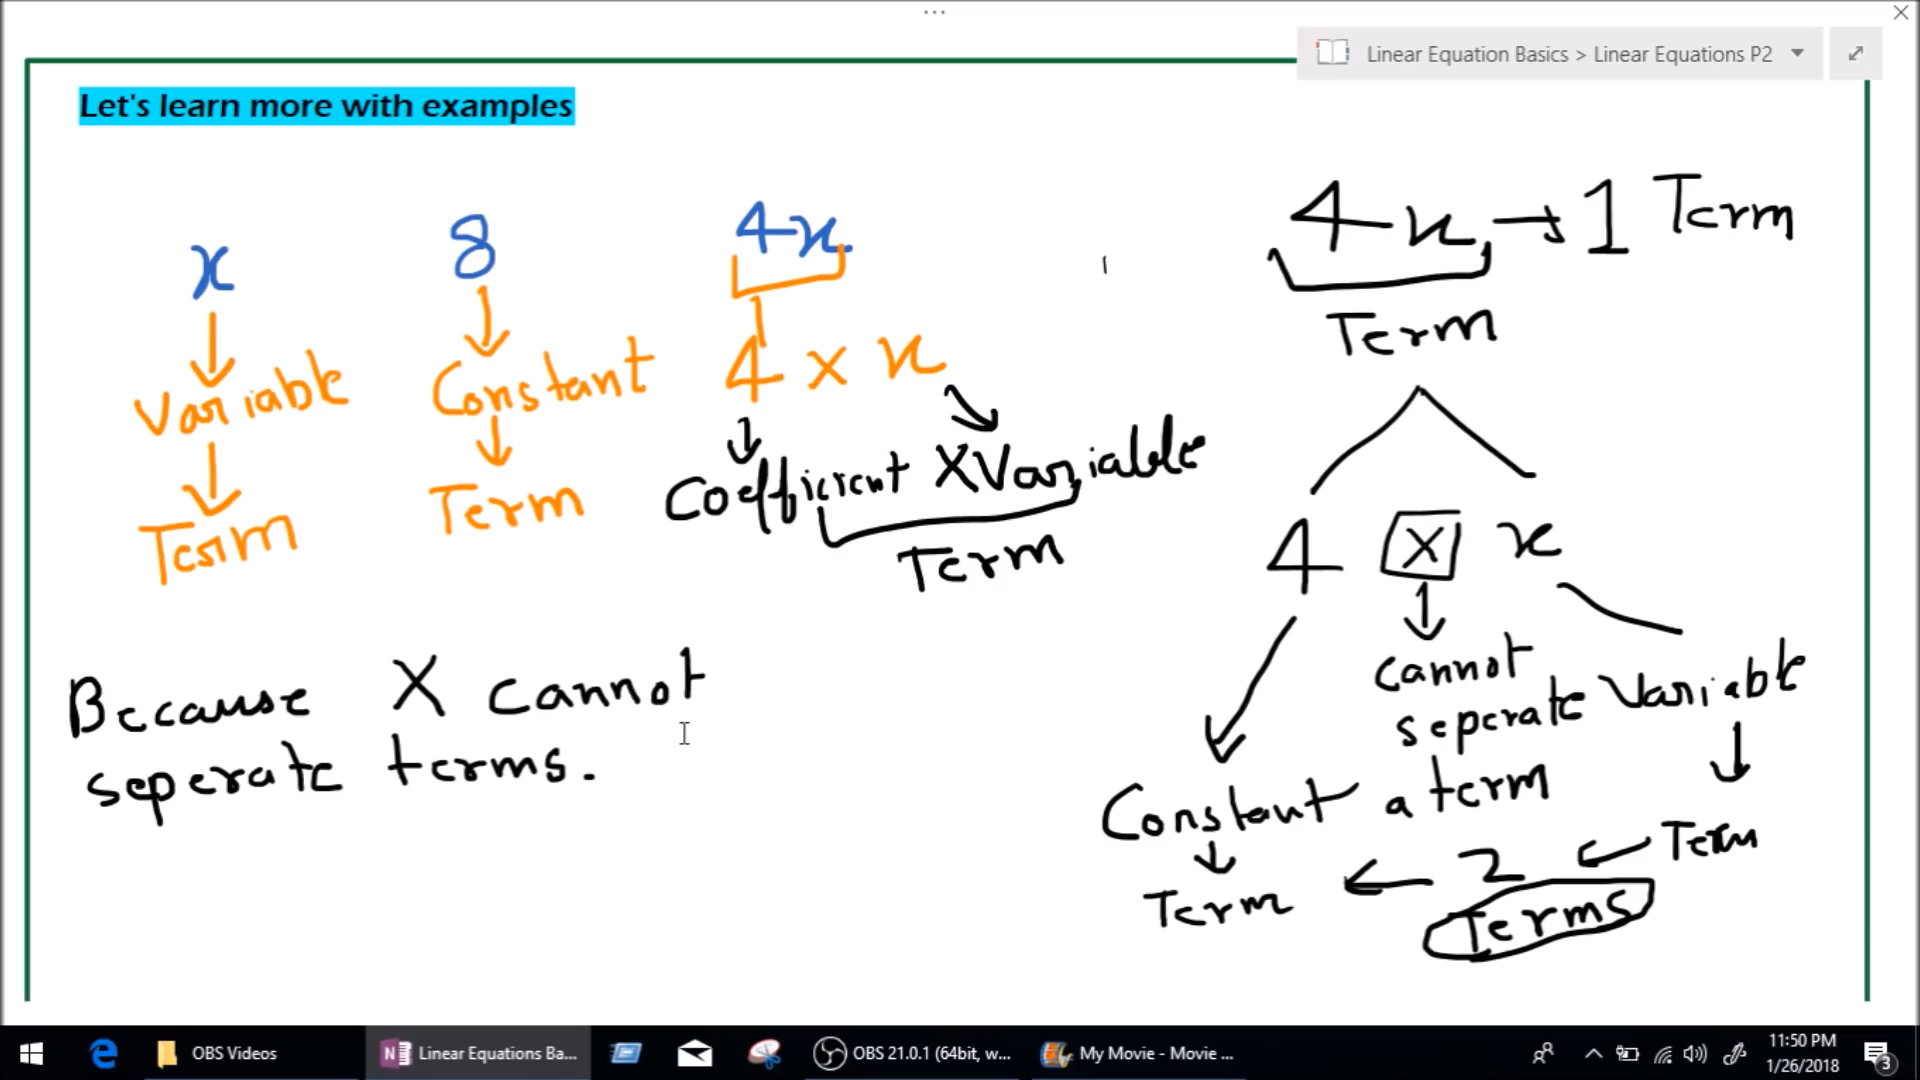 Linear Equation Basics > Linear Equations P2
Let's learn more with examples
x 8 4x
Variable Constant 4 × x
Term Term Coefficient X Variable
Term
Because X cannot
seperate terms.
4x → 1 Term
Term
4 X x
cannot
seperate
a term
Variable
Constant
Term
2
Terms
Term
OBS Videos
Linear Equations Ba...
OBS 21.0.1 (64bit, w...
My Movie - Movie ...
11:50 PM
1/26/2018
3